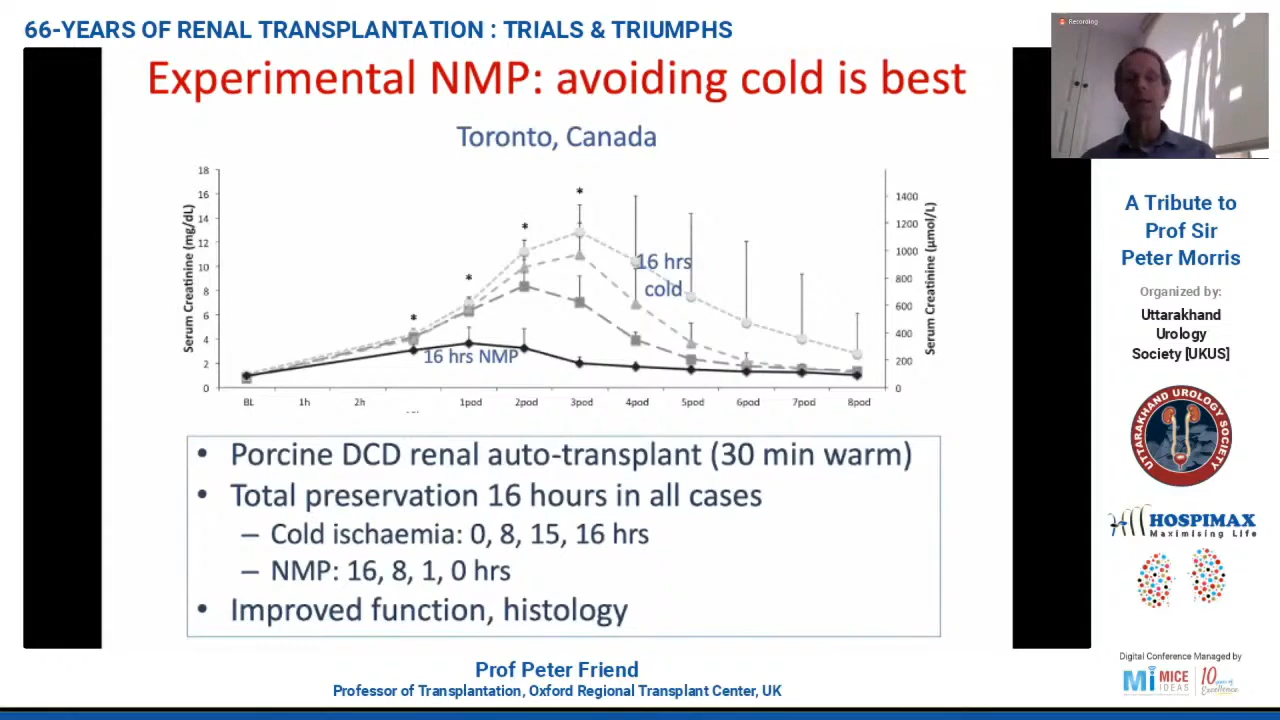 66-YEARS OF RENAL TRANSPLANTATION : TRIALS & TRIUMPHS
Recording
Experimental NMP: avoiding cold is best
Toronto, Canada
Serum Creatinine (mg/dL)
18
16
14
12
10
8
6
4
2
0
* * * *
16 hrs
cold
16 hrs NMP
1400
1200
1000
800
600
400
200
0
Serum Creatinine (µmol/L)
BL 1h 2h 1pod 2pod 3pod 4pod 5pod 6pod 7pod 8pod
• Porcine DCD renal auto-transplant (30 min warm)
• Total preservation 16 hours in all cases
– Cold ischaemia: 0, 8, 15, 16 hrs
– NMP: 16, 8, 1, 0 hrs
• Improved function, histology
Prof Peter Friend
Professor of Transplantation, Oxford Regional Transplant Center, UK
A Tribute to
Prof Sir
Peter Morris
Organized by:
Uttarakhand
Urology
Society [UKUS]
UTTARAKHAND UROLOGY SOCIETY
HOSPIMAX
Maximising Life
Digital Conference Managed by
Mi MICE
IDEAS
10 years of
Excellence